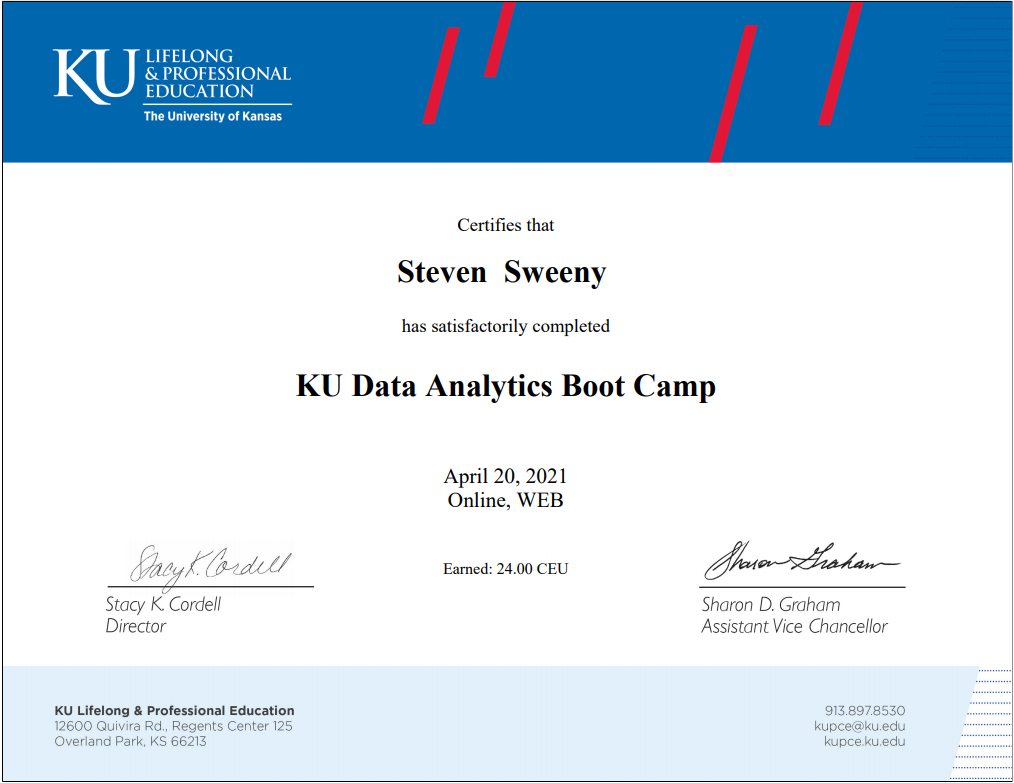 KU LIFELONG
& PROFESSIONAL
EDUCATION
The University of Kansas
Certifies that
Steven Sweeny
has satisfactorily completed
KU Data Analytics Boot Camp
April 20, 2021
Online, WEB
Stacy K. Cordell
Earned: 24.00 CEU
Sharon Graham
Stacy K. Cordell
Director
Sharon D. Graham
Assistant Vice Chancellor
KU Lifelong & Professional Education
12600 Quivira Rd., Regents Center 125
Overland Park, KS 66213
913.897.8530
kupce@ku.edu
kupce.ku.edu